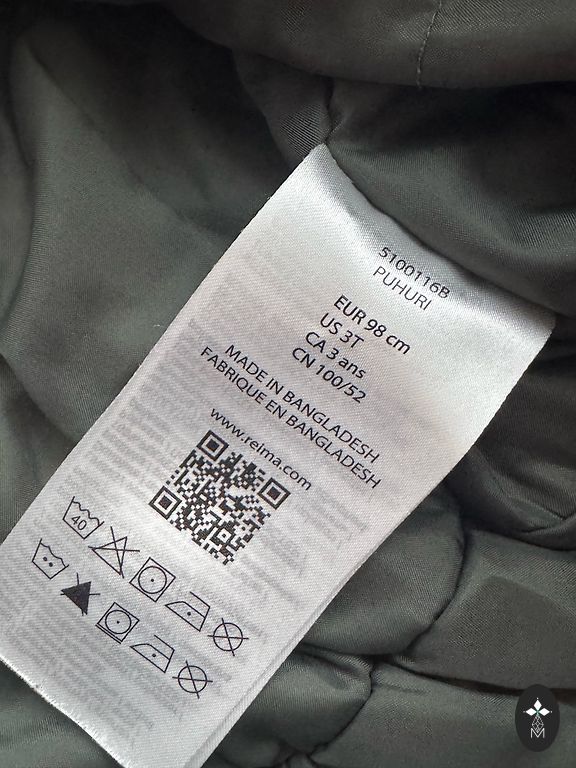 5100116B
PUHURI
EUR 98 cm
US 3T
CA 3 ans
CN 100/52
MADE IN BANGLADESH
FABRIQUE EN BANGLADESH
www.reima.com
40
M